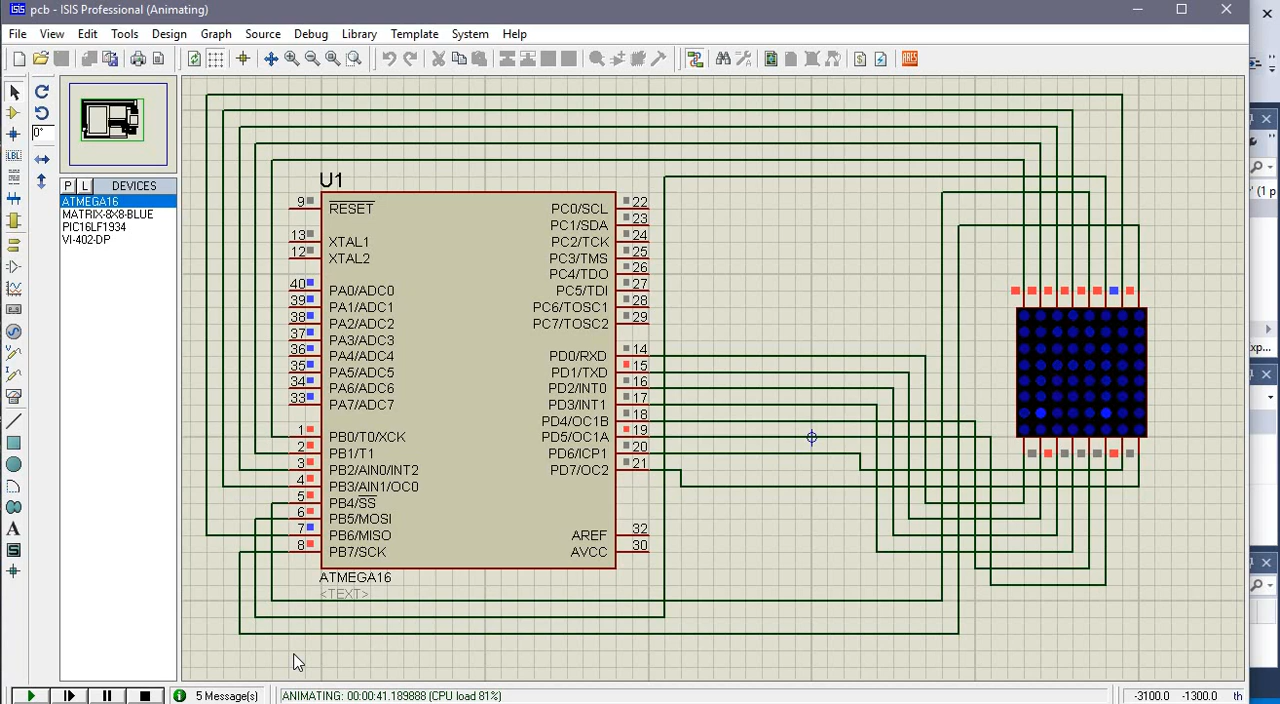 pcb - ISIS Professional (Animating)
File View Edit Tools Design Graph Source Debug Library Template System Help
LBL
0°
P L DEVICES
ATMEGA16
MATRIX-8X8-BLUE
PIC16LF1934
VI-402-DP
A
S
ARES
$
U1
9 RESET PC0/SCL 22
PC1/SDA 23
13 XTAL1 PC2/TCK 24
12 XTAL2 PC3/TMS 25
PC4/TDO 26
40 PA0/ADC0 PC5/TDI 27
39 PA1/ADC1 PC6/TOSC1 28
38 PA2/ADC2 PC7/TOSC2 29
37 PA3/ADC3
36 PA4/ADC4 PD0/RXD 14
35 PA5/ADC5 PD1/TXD 15
34 PA6/ADC6 PD2/INT0 16
33 PA7/ADC7 PD3/INT1 17
PD4/OC1B 18
1 PB0/T0/XCK PD5/OC1A 19
2 PB1/T1 PD6/ICP1 20
3 PB2/AIN0/INT2 PD7/OC2 21
4 PB3/AIN1/OC0
5 PB4/SS
6 PB5/MOSI
7 PB6/MISO AREF 32
8 PB7/SCK AVCC 30
ATMEGA16
<TEXT>
' (1 p
xp...
5 Message(s) ANIMATING: 00:00:41.189888 (CPU load 81%) -3100.0 -1300.0 th